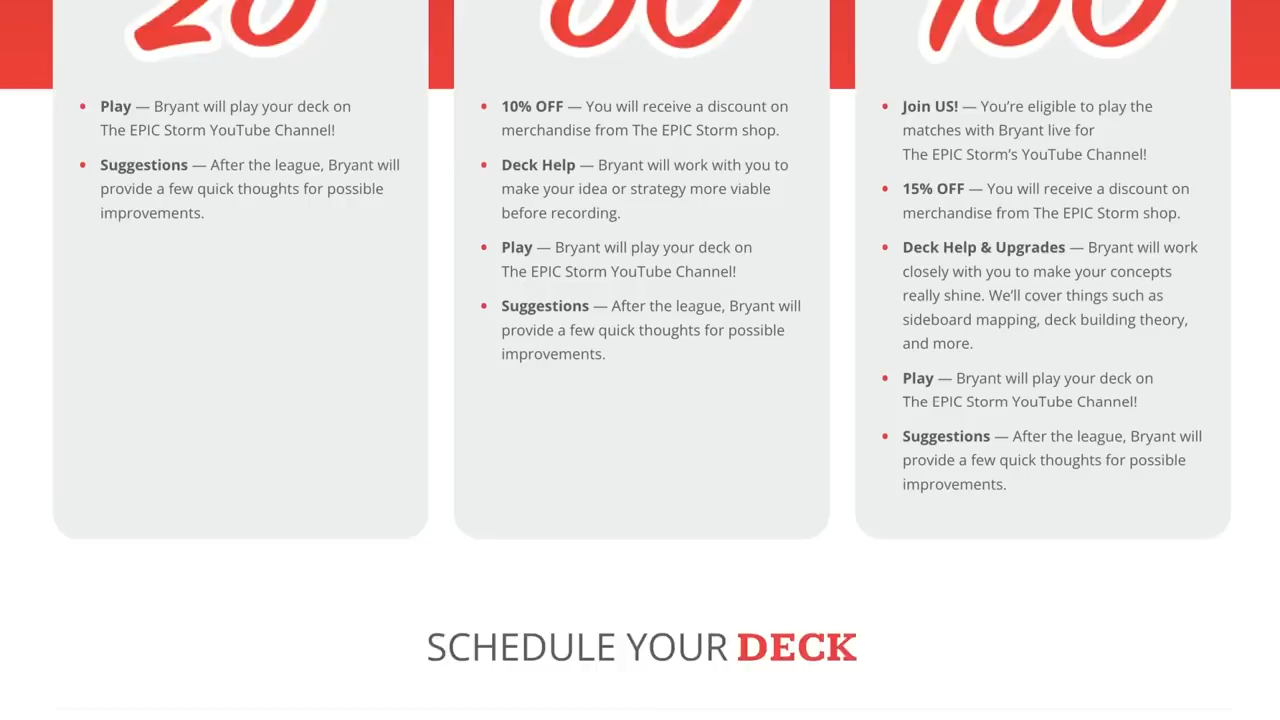 20
100
• Play — Bryant will play your deck on
The EPIC Storm YouTube Channel!
• Suggestions — After the league, Bryant will
provide a few quick thoughts for possible
improvements.
• 10% OFF — You will receive a discount on
merchandise from The EPIC Storm shop.
• Deck Help — Bryant will work with you to
make your idea or strategy more viable
before recording.
• Play — Bryant will play your deck on
The EPIC Storm YouTube Channel!
• Suggestions — After the league, Bryant will
provide a few quick thoughts for possible
improvements.
• Join US! — You’re eligible to play the
matches with Bryant live for
The EPIC Storm’s YouTube Channel!
• 15% OFF — You will receive a discount on
merchandise from The EPIC Storm shop.
• Deck Help & Upgrades — Bryant will work
closely with you to make your concepts
really shine. We’ll cover things such as
sideboard mapping, deck building theory,
and more.
• Play — Bryant will play your deck on
The EPIC Storm YouTube Channel!
• Suggestions — After the league, Bryant will
provide a few quick thoughts for possible
improvements.
SCHEDULE YOUR DECK